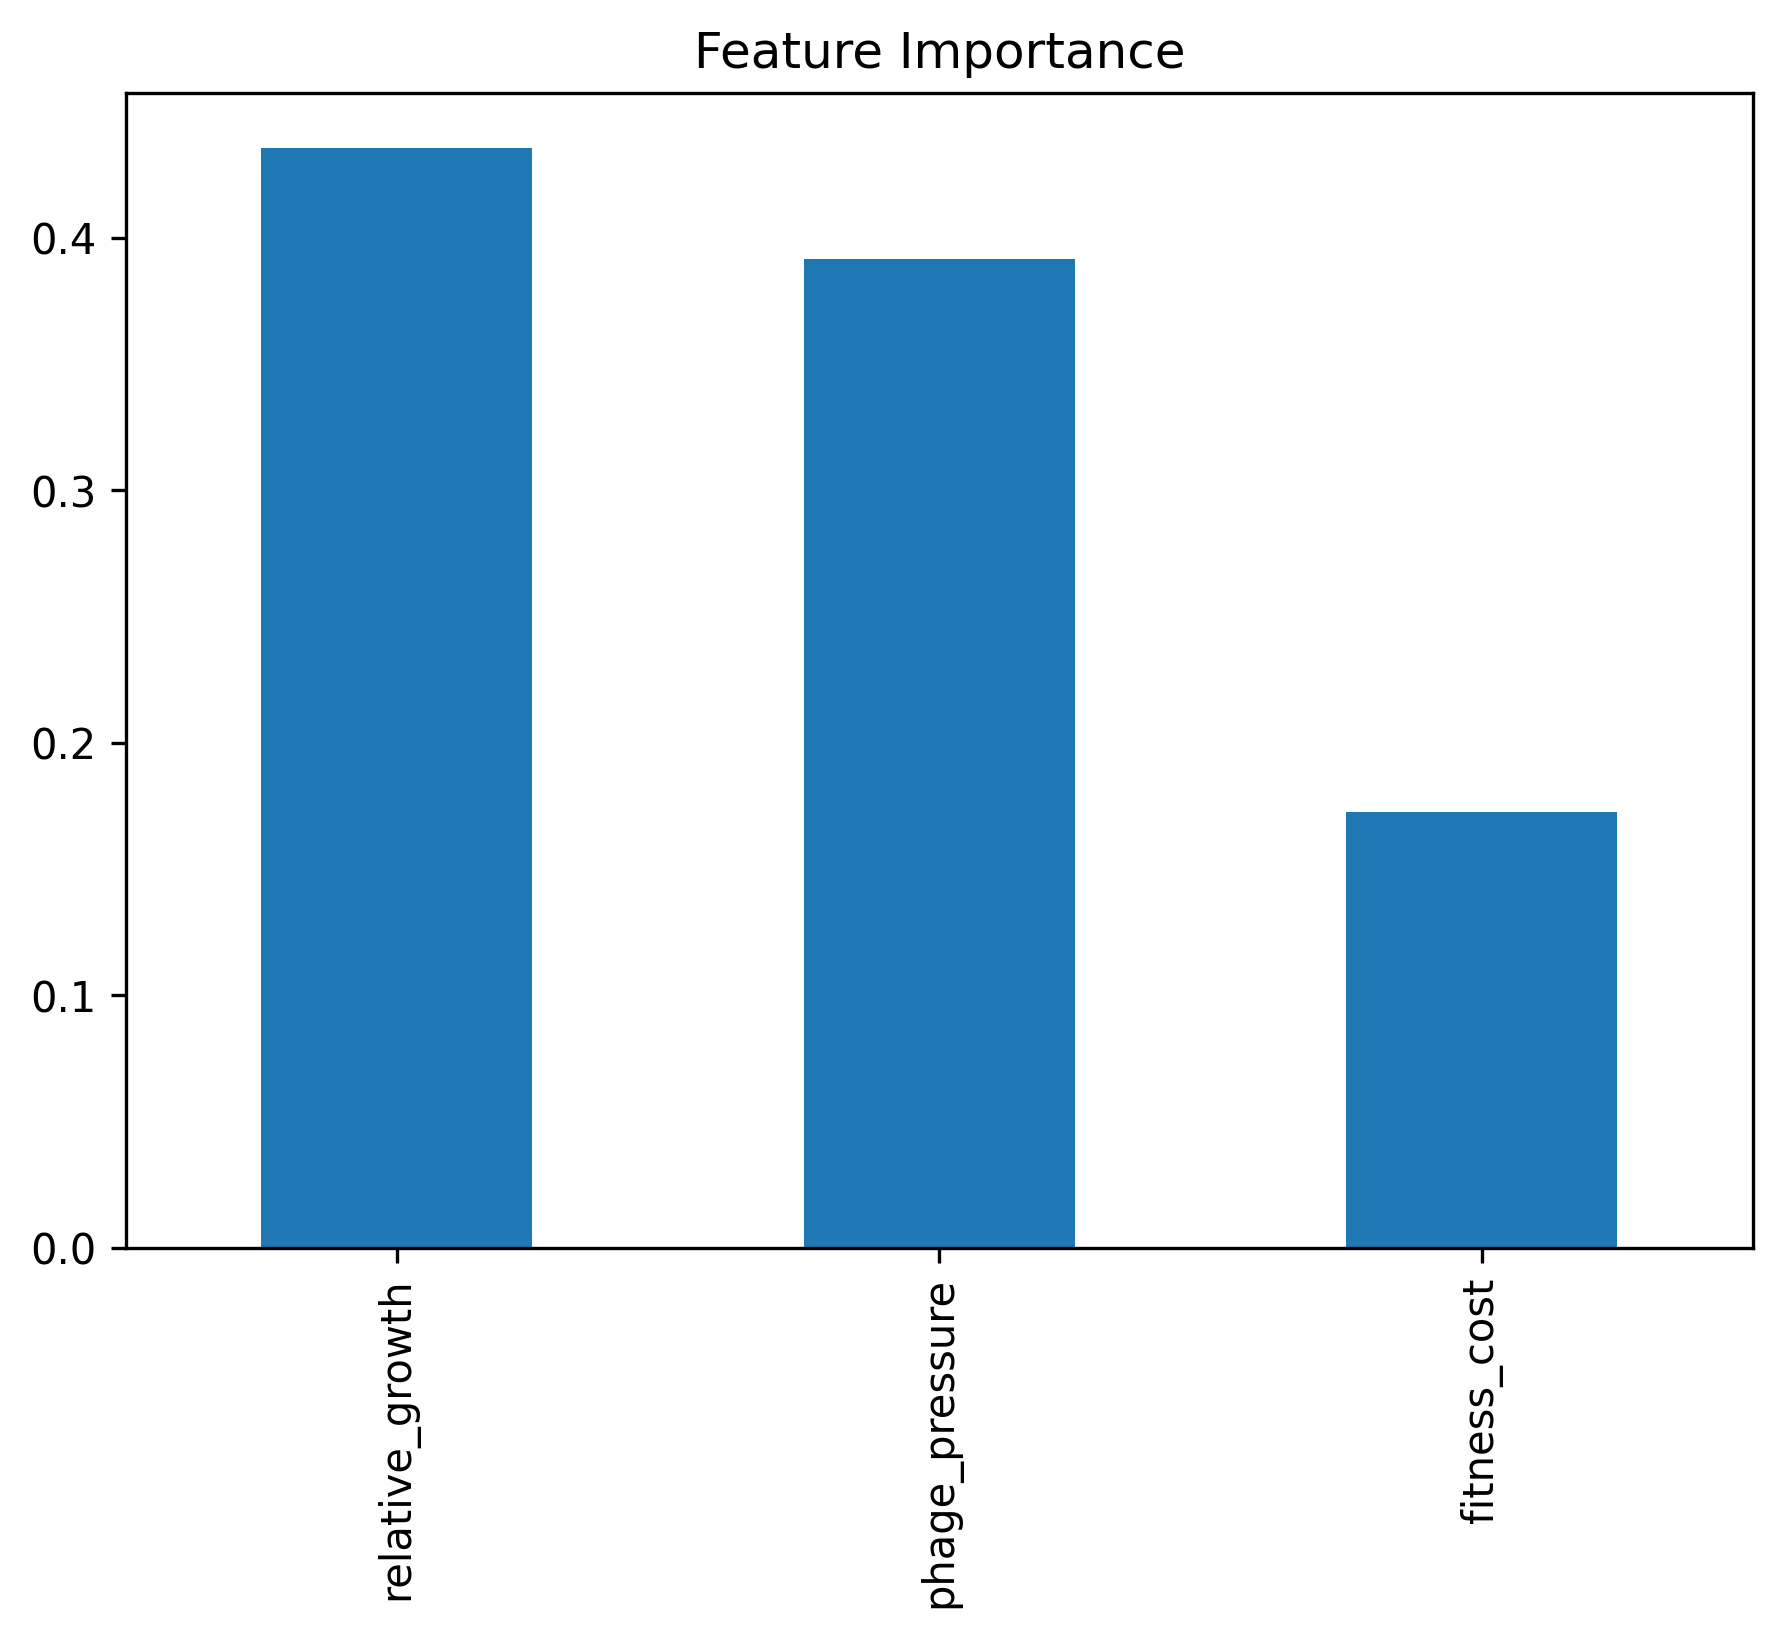 Feature Importance
0.4
0.3
0.2
0.1
0.0
relative_growth
phage_pressure
fitness_cost